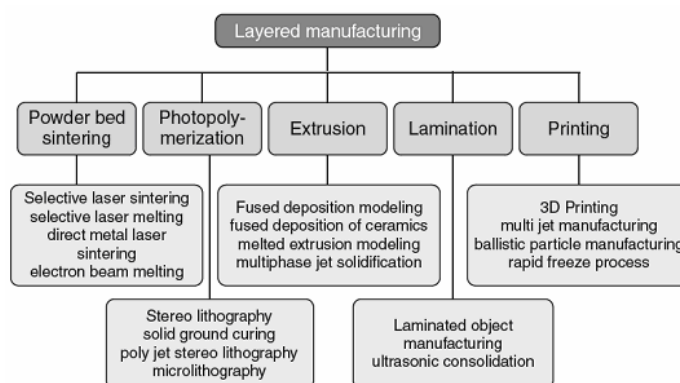 Layered manufacturing
Powder bed
sintering
Photopoly-
merization
Extrusion
Lamination
Printing
Selective laser sintering
selective laser melting
direct metal laser
sintering
electron beam melting
Fused deposition modeling
fused deposition of ceramics
melted extrusion modeling
multiphase jet solidification
3D Printing
multi jet manufacturing
ballistic particle manufacturing
rapid freeze process
Stereo lithography
solid ground curing
poly jet stereo lithography
microlithography
Laminated object
manufacturing
ultrasonic consolidation